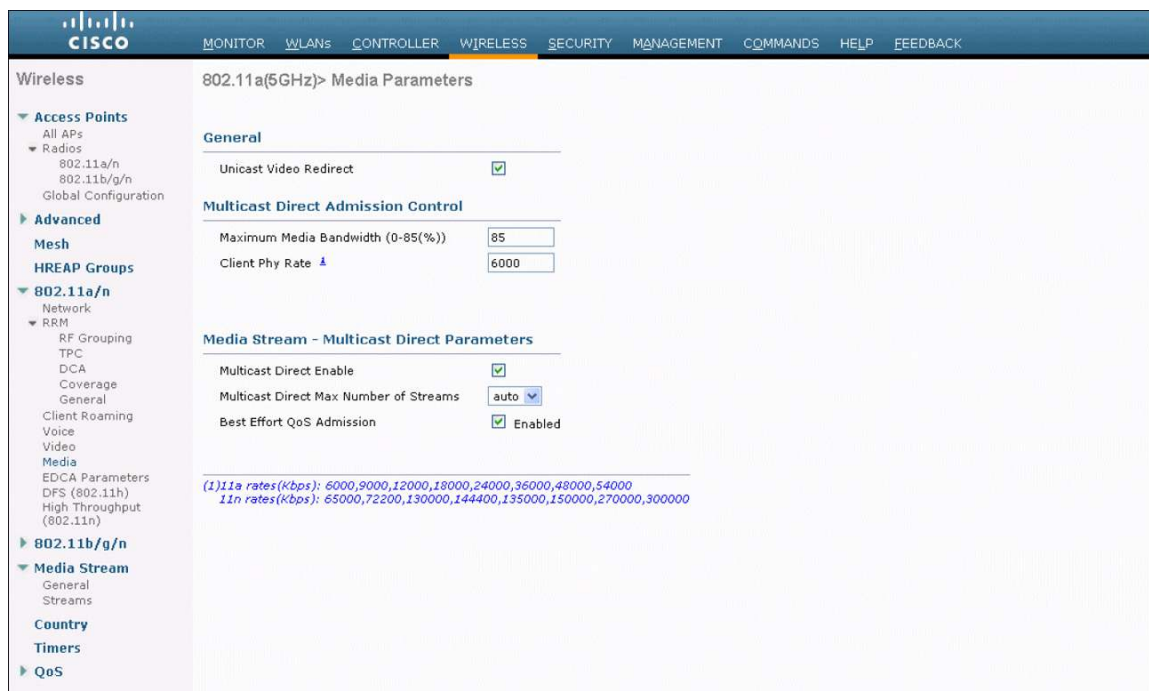 CISCO
MONITOR WLANs CONTROLLER WIRELESS SECURITY MANAGEMENT COMMANDS HELP FEEDBACK
Wireless
Access Points
All APs
Radios
802.11a/n
802.11b/g/n
Global Configuration
Advanced
Mesh
HREAP Groups
802.11a/n
Network
RRM
RF Grouping
TPC
DCA
Coverage
General
Client Roaming
Voice
Video
Media
EDCA Parameters
DFS (802.11h)
High Throughput
(802.11n)
802.11b/g/n
Media Stream
General
Streams
Country
Timers
QoS
802.11a(5GHz)> Media Parameters
General
Unicast Video Redirect
Multicast Direct Admission Control
Maximum Media Bandwidth (0-85(%)) 85
Client Phy Rate 1 6000
Media Stream - Multicast Direct Parameters
Multicast Direct Enable
Multicast Direct Max Number of Streams auto
Best Effort QoS Admission Enabled
(1)11a rates(Kbps): 6000,9000,12000,18000,24000,36000,48000,54000
11n rates(Kbps): 65000,72200,130000,144400,135000,150000,270000,300000